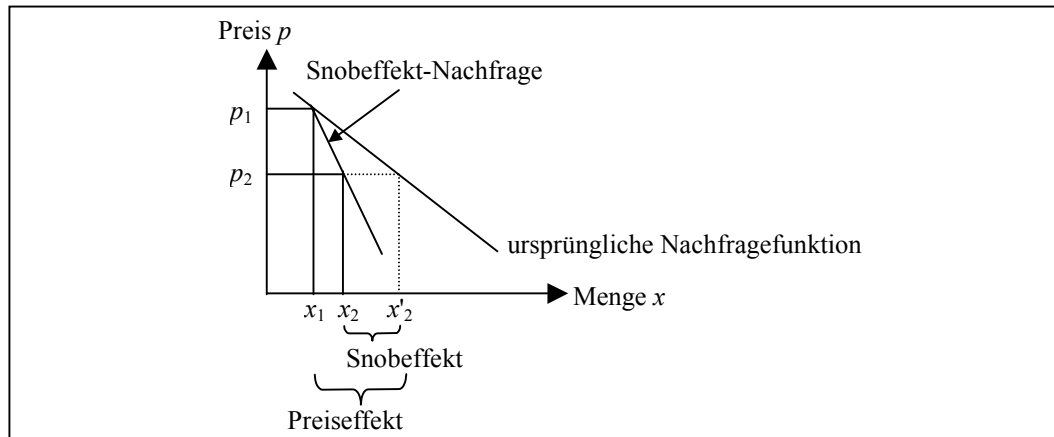 Preis p
Snobeffekt-Nachfrage
p₁
p₂
ursprüngliche Nachfragefunktion
Menge x
x₁ x₂ x'₂
Snobeffekt
Preiseffekt